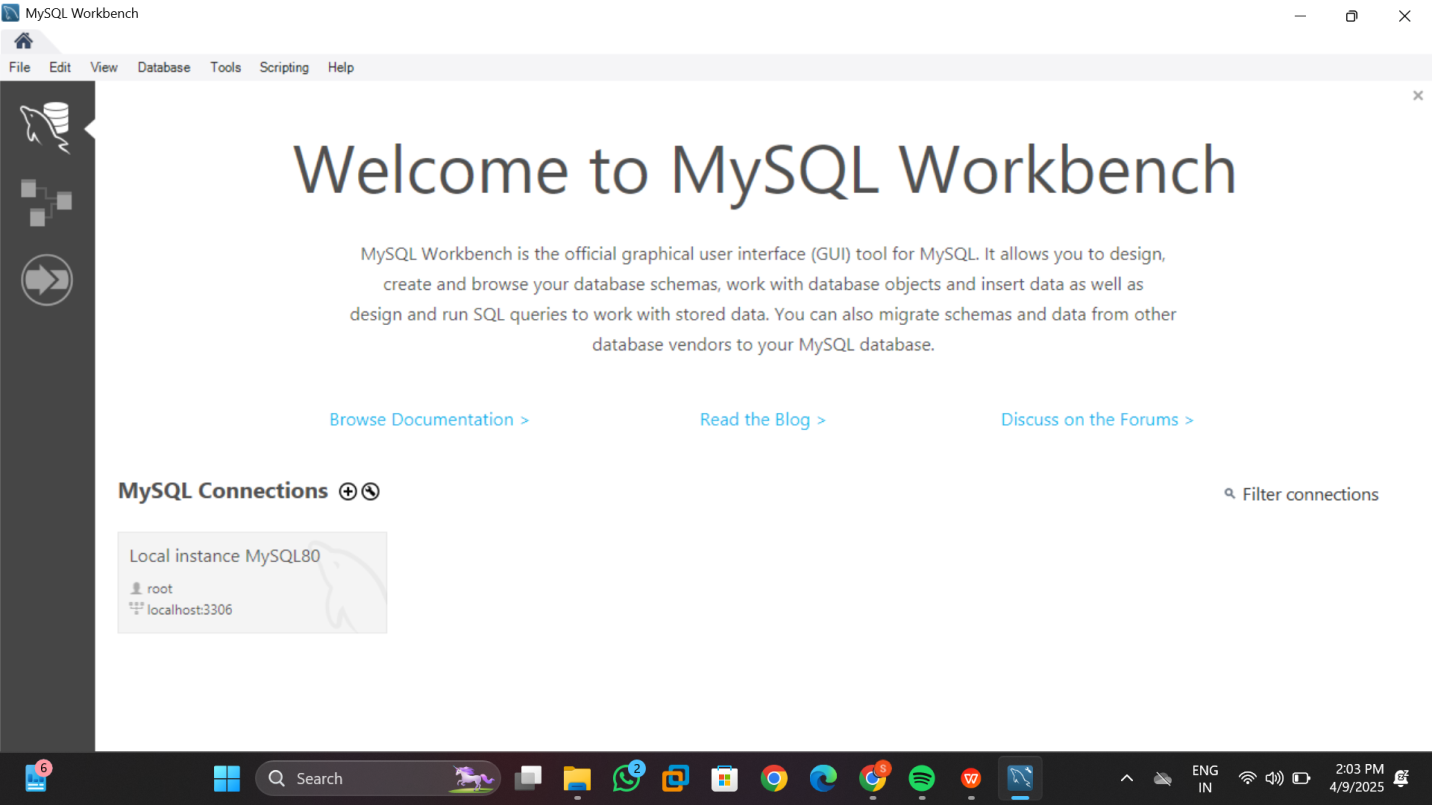 MySQL Workbench
File Edit View Database Tools Scripting Help
Welcome to MySQL Workbench
MySQL Workbench is the official graphical user interface (GUI) tool for MySQL. It allows you to design,
create and browse your database schemas, work with database objects and insert data as well as
design and run SQL queries to work with stored data. You can also migrate schemas and data from other
database vendors to your MySQL database.
Browse Documentation > Read the Blog > Discuss on the Forums >
MySQL Connections
Filter connections
Local instance MySQL80
root
localhost:3306
6
Search
2
S
W
ENG
IN
2:03 PM
4/9/2025